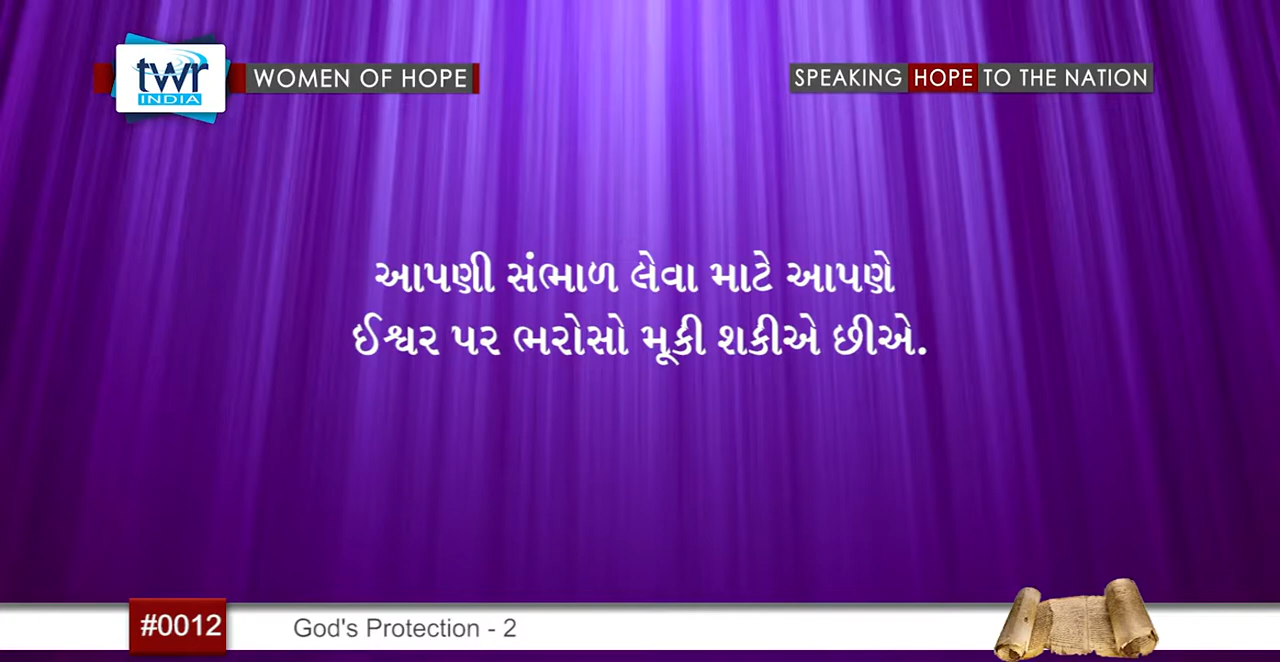 twr
INDIA
WOMEN OF HOPE
SPEAKING HOPE TO THE NATION
આપણી સંભાળ લેવા માટે આપણે
ઈશ્વર પર ભરોસો મૂકી શકીએ છીએ.
#0012
God's Protection - 2